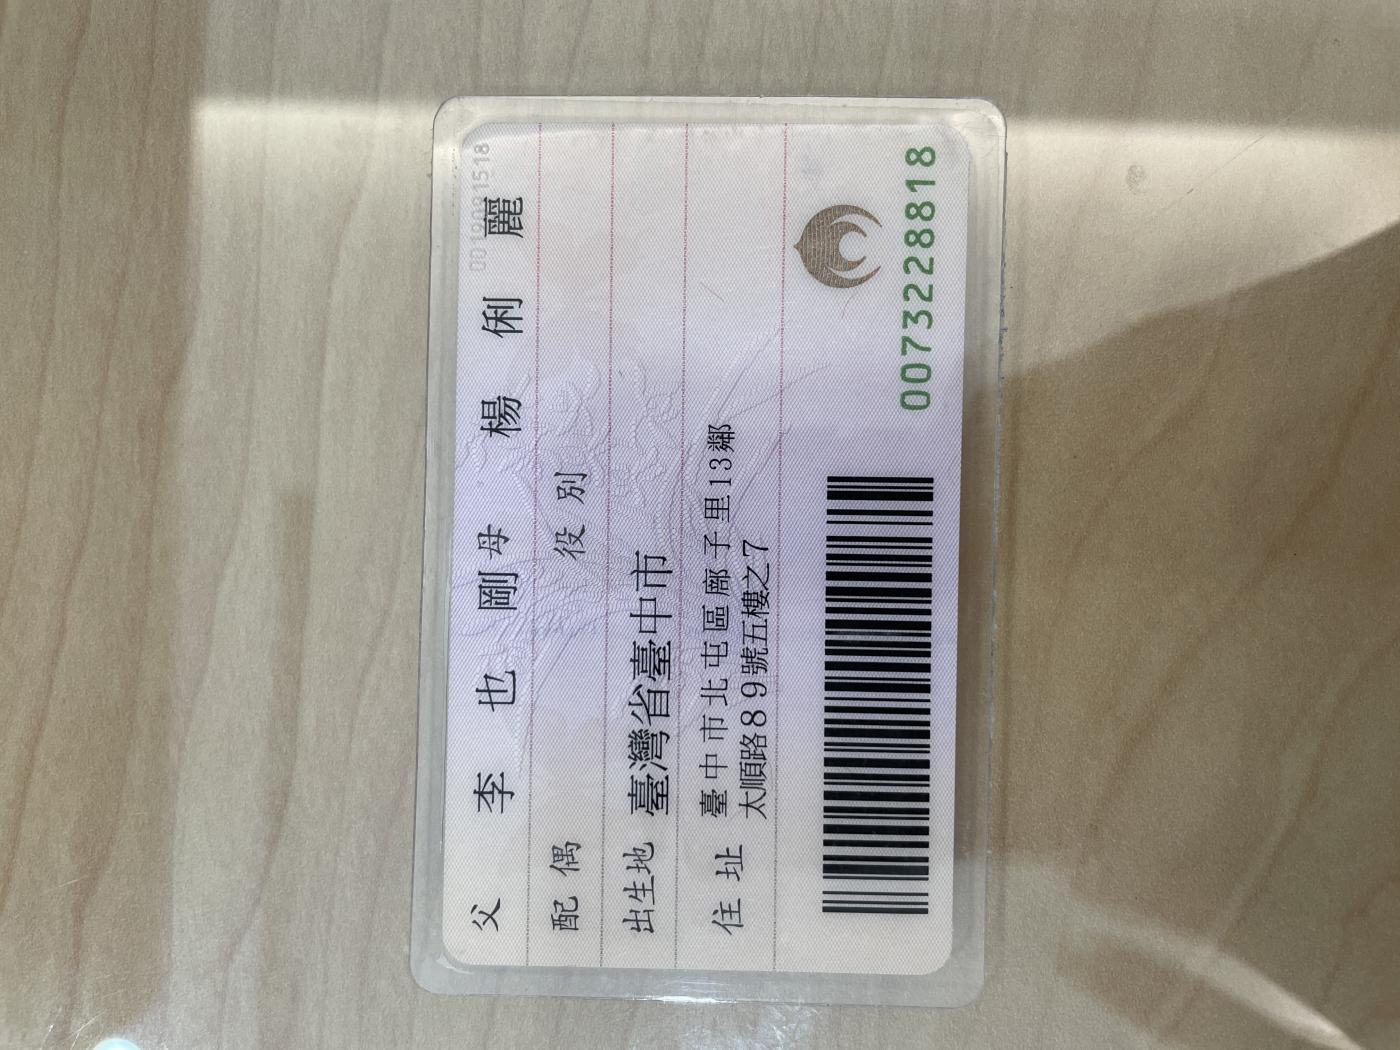 父 李也剛 母 楊俐麗
配偶 役別
出生地 臺灣省臺中市
住址 臺中市北屯區廍子里13鄰
太順路89號五樓之7
0073228818